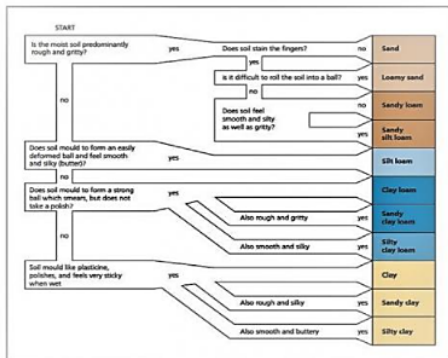 START
Is the moist soil predominantly
rough and gritty?
yes
Does soil stain the fingers?
no
Sand
yes
Is it difficult to roll the soil into a ball?
yes
Loamy sand
no
no
Does soil feel
smooth and silty
as well as gritty?
no
Sandy loam
yes
Sandy
silt loam
Does soil mould to form an easily
deformed ball and feel smooth
and silky (butter)?
yes
Silt loam
no
Does soil mould to form a strong
ball which smears, but does not
take a polish?
yes
Clay loam
Also rough and gritty
yes
Sandy
clay loam
no
Also smooth and silky
yes
Silty
clay loam
Soil mould like plasticine,
polishes, and feels very sticky
when wet
yes
Clay
Also rough and silky
yes
Sandy clay
Also smooth and buttery
yes
Silty clay